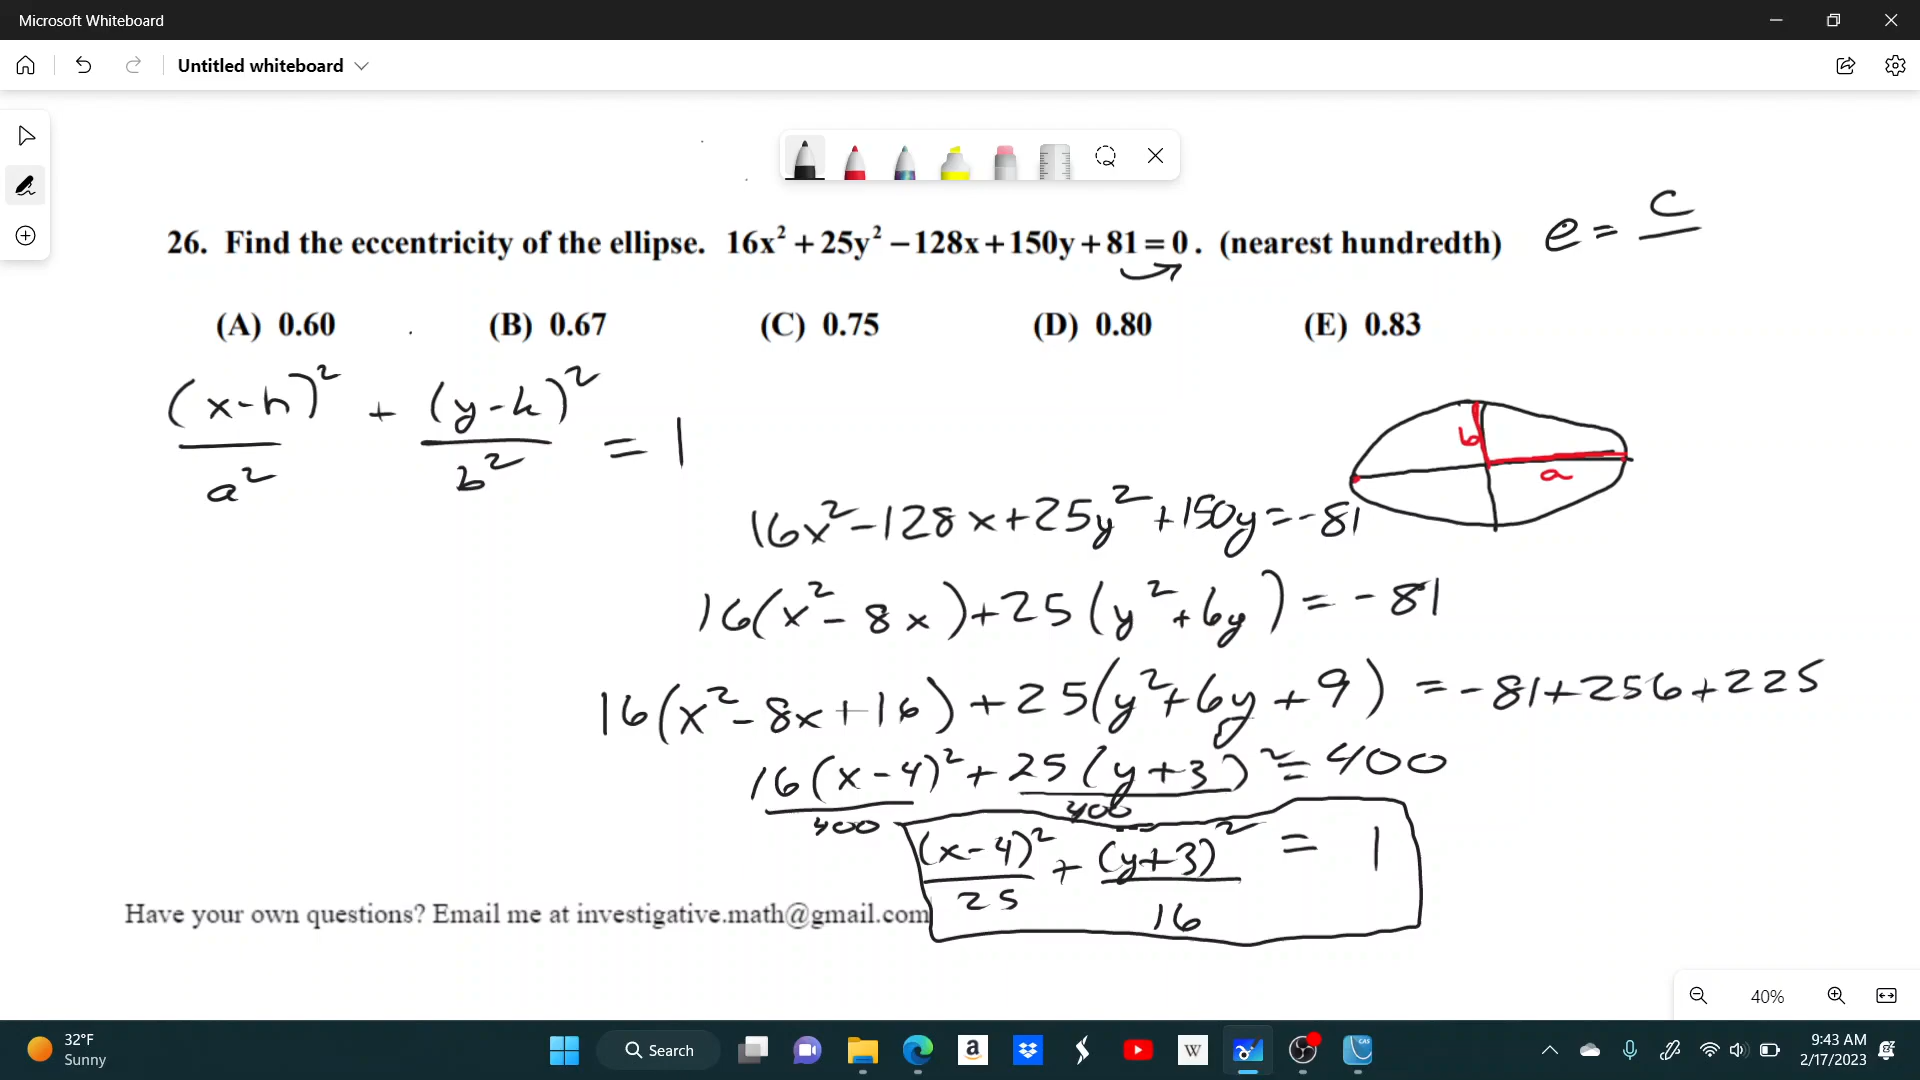 Microsoft Whiteboard
Untitled whiteboard
e = c
26. Find the eccentricity of the ellipse. 16x² + 25y² − 128x + 150y + 81 = 0. (nearest hundredth)
(A) 0.60 (B) 0.67 (C) 0.75 (D) 0.80 (E) 0.83
(x-h)²/a² + (y-k)²/b² = 1
b
a
16x² - 128x + 25y² + 150y = -81
16(x² - 8x) + 25(y² + 6y) = -81
16(x² - 8x + 16) + 25(y² + 6y + 9) = -81 + 256 + 225
16(x-4)²/400 + 25(y+3)²/400 = 400
(x-4)²/25 + (y+3)²/16 = 1
Have your own questions? Email me at investigative.math@gmail.com
40%
32°F
Sunny
Search
a
W
CAS
9:43 AM
2/17/2023